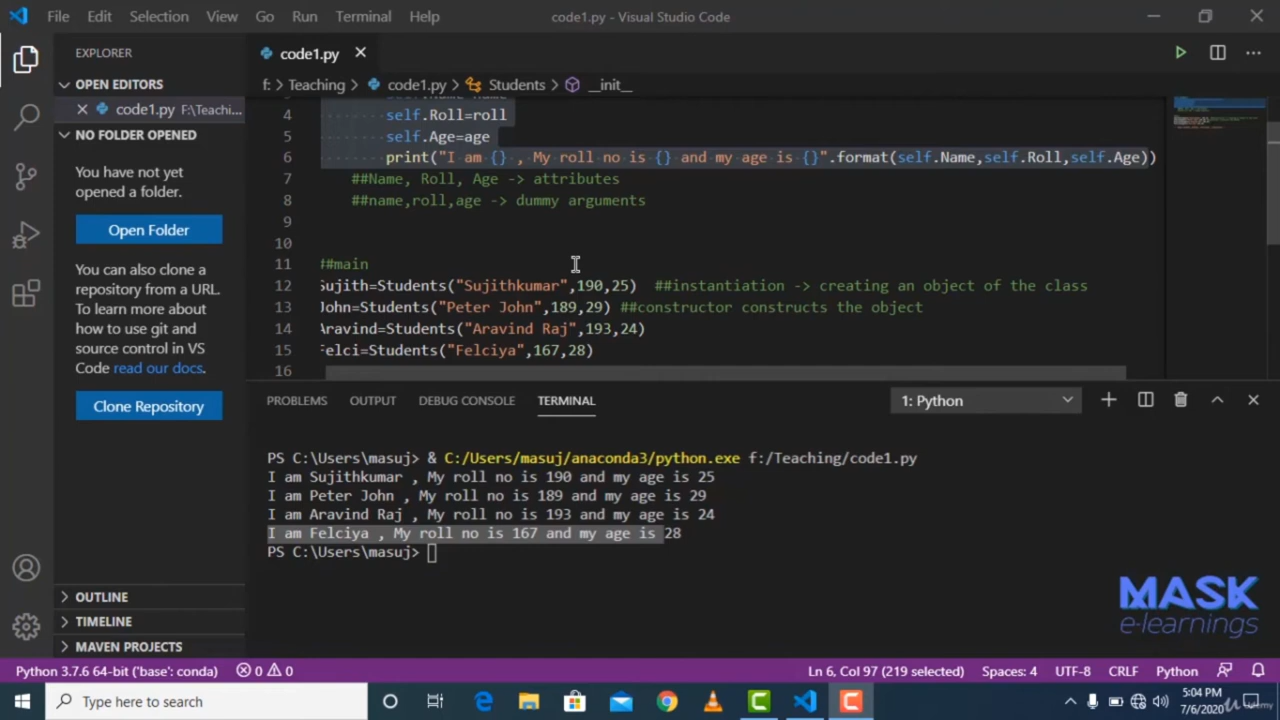 File Edit Selection View Go Run Terminal Help code1.py - Visual Studio Code
EXPLORER
OPEN EDITORS
code1.py F:\Teachi...
NO FOLDER OPENED
You have not yet
opened a folder.
Open Folder
You can also clone a
repository from a URL.
To learn more about
how to use git and
source control in VS
Code read our docs.
Clone Repository
OUTLINE
TIMELINE
MAVEN PROJECTS
code1.py
f: > Teaching > code1.py > Students > __init__
4 self.Roll=roll
5 self.Age=age
6 print("I am {} , My roll no is {} and my age is {}".format(self.Name,self.Roll,self.Age))
7 ##Name, Roll, Age -> attributes
8 ##name,roll,age -> dummy arguments
9
10
11 ##main
12 Sujith=Students("Sujithkumar",190,25) ##instantiation -> creating an object of the class
13 John=Students("Peter John",189,29) ##constructor constructs the object
14 Aravind=Students("Aravind Raj",193,24)
15 Felci=Students("Felciya",167,28)
16
PROBLEMS OUTPUT DEBUG CONSOLE TERMINAL 1: Python
PS C:\Users\masuj> & C:/Users/masuj/anaconda3/python.exe f:/Teaching/code1.py
I am Sujithkumar , My roll no is 190 and my age is 25
I am Peter John , My roll no is 189 and my age is 29
I am Aravind Raj , My roll no is 193 and my age is 24
I am Felciya , My roll no is 167 and my age is 28
PS C:\Users\masuj>
MASK
e-learnings
Python 3.7.6 64-bit ('base': conda) 0 0 Ln 6, Col 97 (219 selected) Spaces: 4 UTF-8 CRLF Python
Type here to search
5:04 PM
7/6/2020